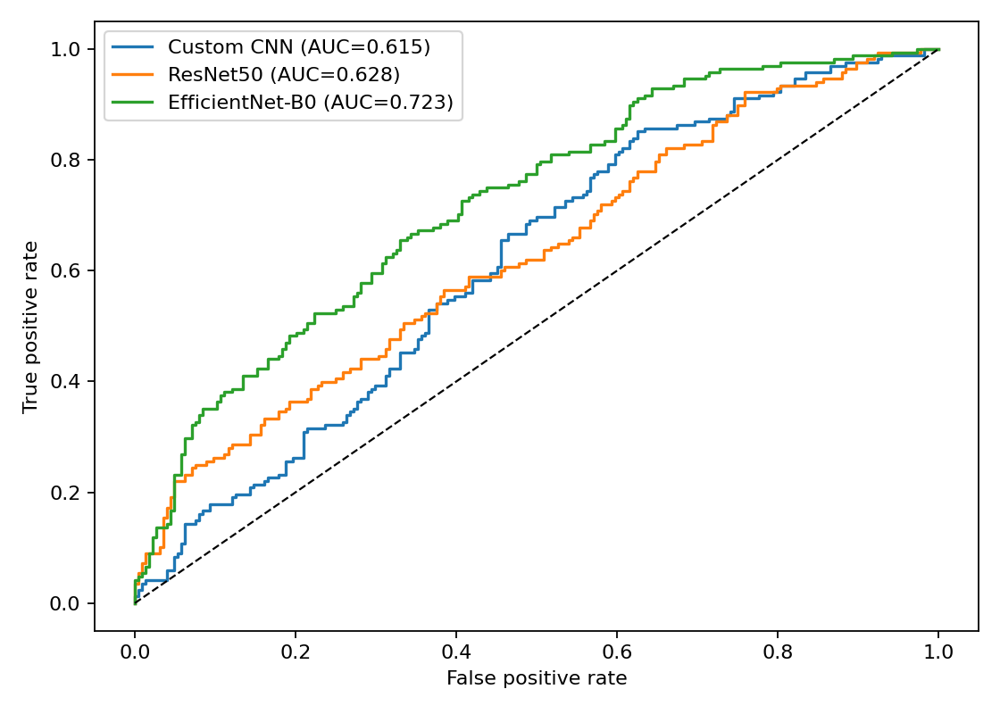 Custom CNN (AUC=0.615)
ResNet50 (AUC=0.628)
EfficientNet-B0 (AUC=0.723)
True positive rate
1.0
0.8
0.6
0.4
0.2
0.0
0.0 0.2 0.4 0.6 0.8 1.0
False positive rate